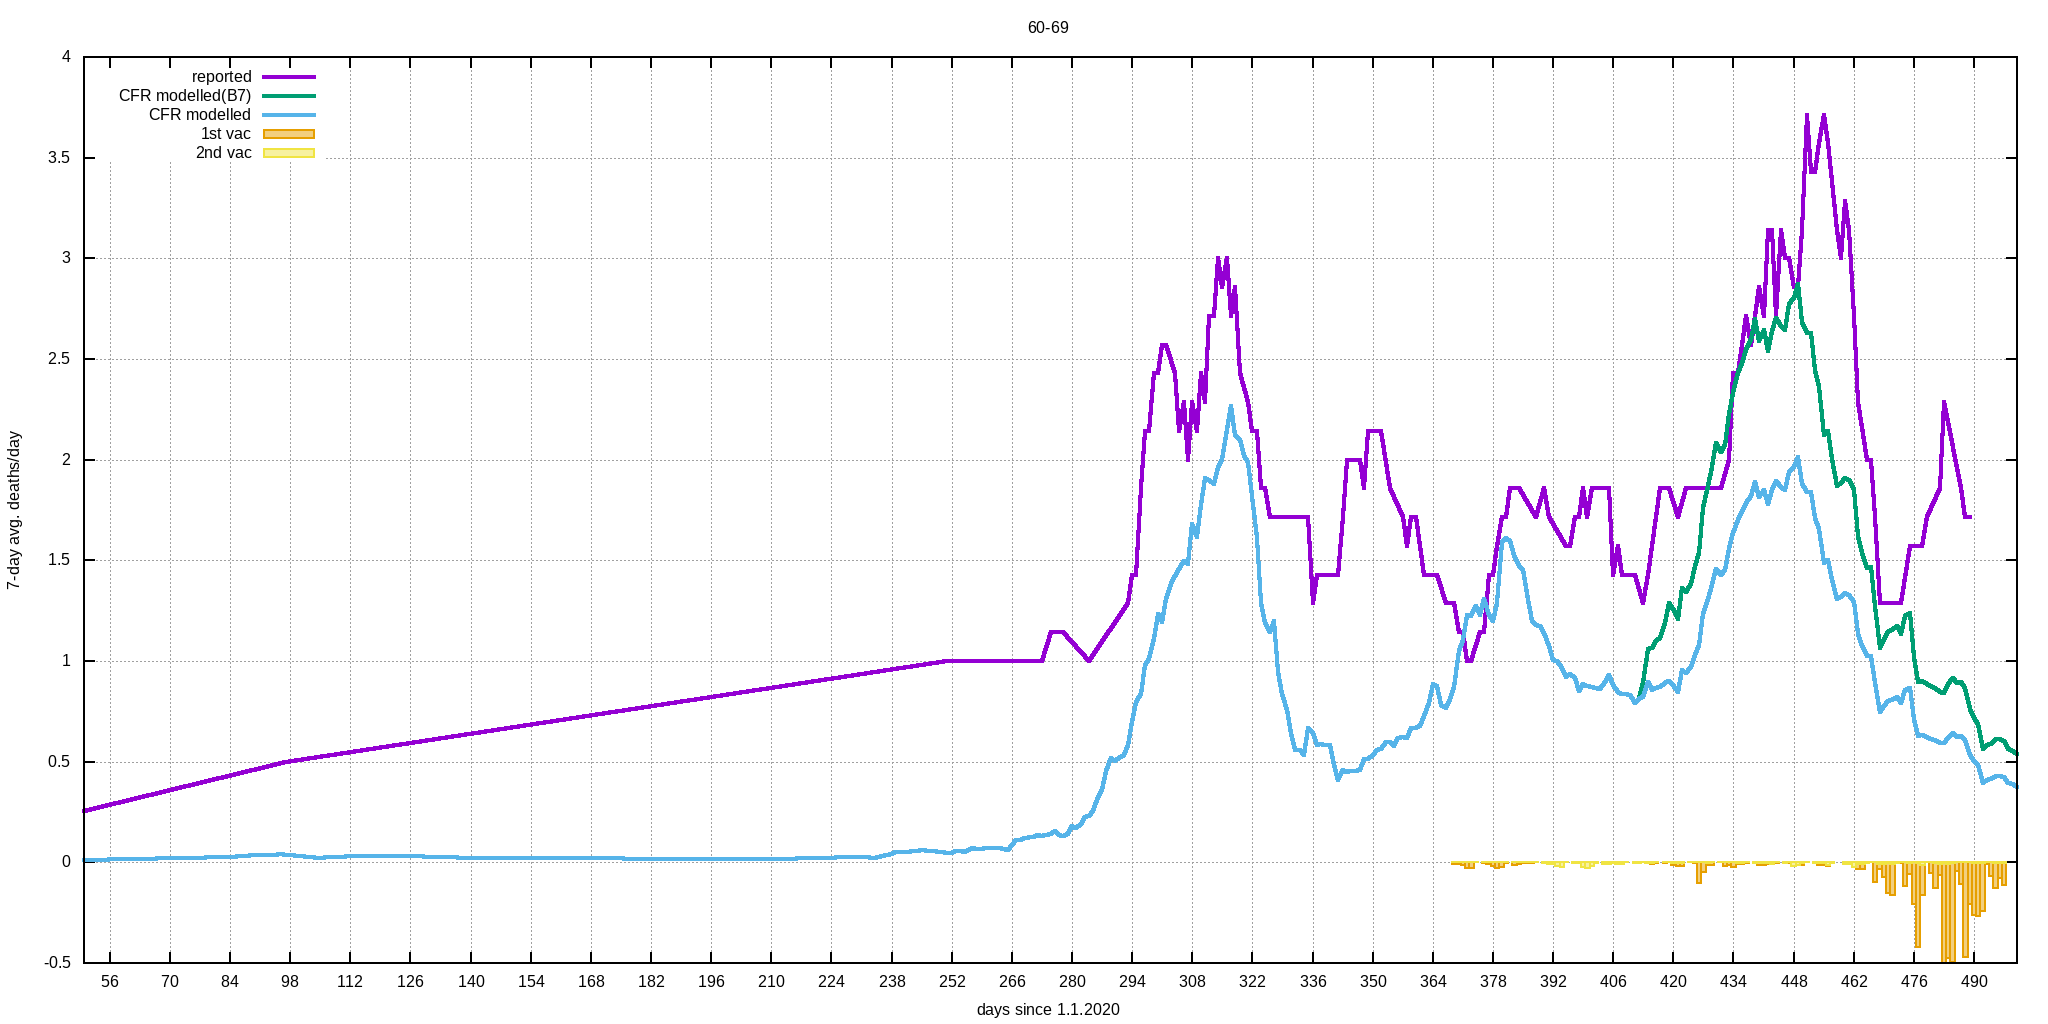 60-69
4
3.5
3
2.5
2
1.5
1
0.5
0
-0.5
7-day avg. deaths/day
reported
CFR modelled(B7)
CFR modelled
1st vac
2nd vac
56 70 84 98 112 126 140 154 168 182 196 210 224 238 252 266 280 294 308 322 336 350 364 378 392 406 420 434 448 462 476 490
days since 1.1.2020